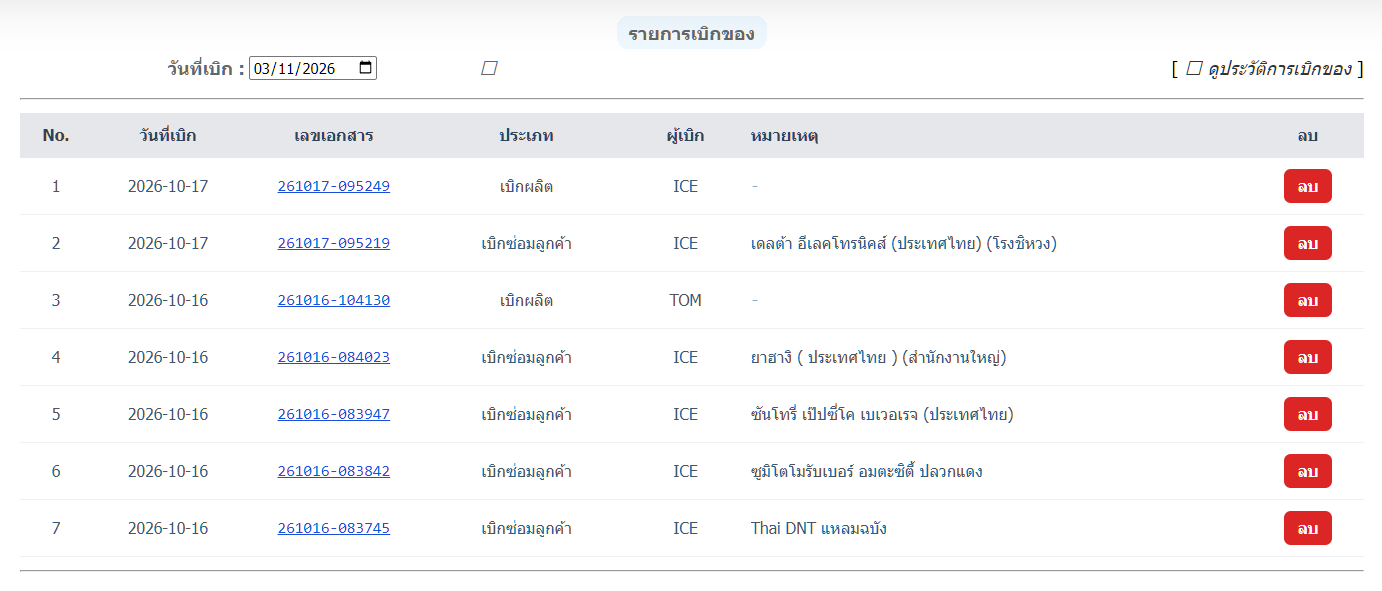 รายการเบิกของ
วันที่เบิก : 03/11/2026 [ ดูประวัติการเบิกของ ]
No. วันที่เบิก เลขเอกสาร ประเภท ผู้เบิก หมายเหตุ ลบ
1 2026-10-17 261017-095249 เบิกผลิต ICE - ลบ
2 2026-10-17 261017-095219 เบิกซ่อมลูกค้า ICE เดลต้า อีเลคโทรนิคส์ (ประเทศไทย) (โรงชิหวง) ลบ
3 2026-10-16 261016-104130 เบิกผลิต TOM - ลบ
4 2026-10-16 261016-084023 เบิกซ่อมลูกค้า ICE ยาฮางิ ( ประเทศไทย ) (สำนักงานใหญ่) ลบ
5 2026-10-16 261016-083947 เบิกซ่อมลูกค้า ICE ซันโทรี่ เป๊ปซี่โค เบเวอเรจ (ประเทศไทย) ลบ
6 2026-10-16 261016-083842 เบิกซ่อมลูกค้า ICE ซูมิโตโมรับเบอร์ อมตะซิตี้ ปลวกแดง ลบ
7 2026-10-16 261016-083745 เบิกซ่อมลูกค้า ICE Thai DNT แหลมฉบัง ลบ